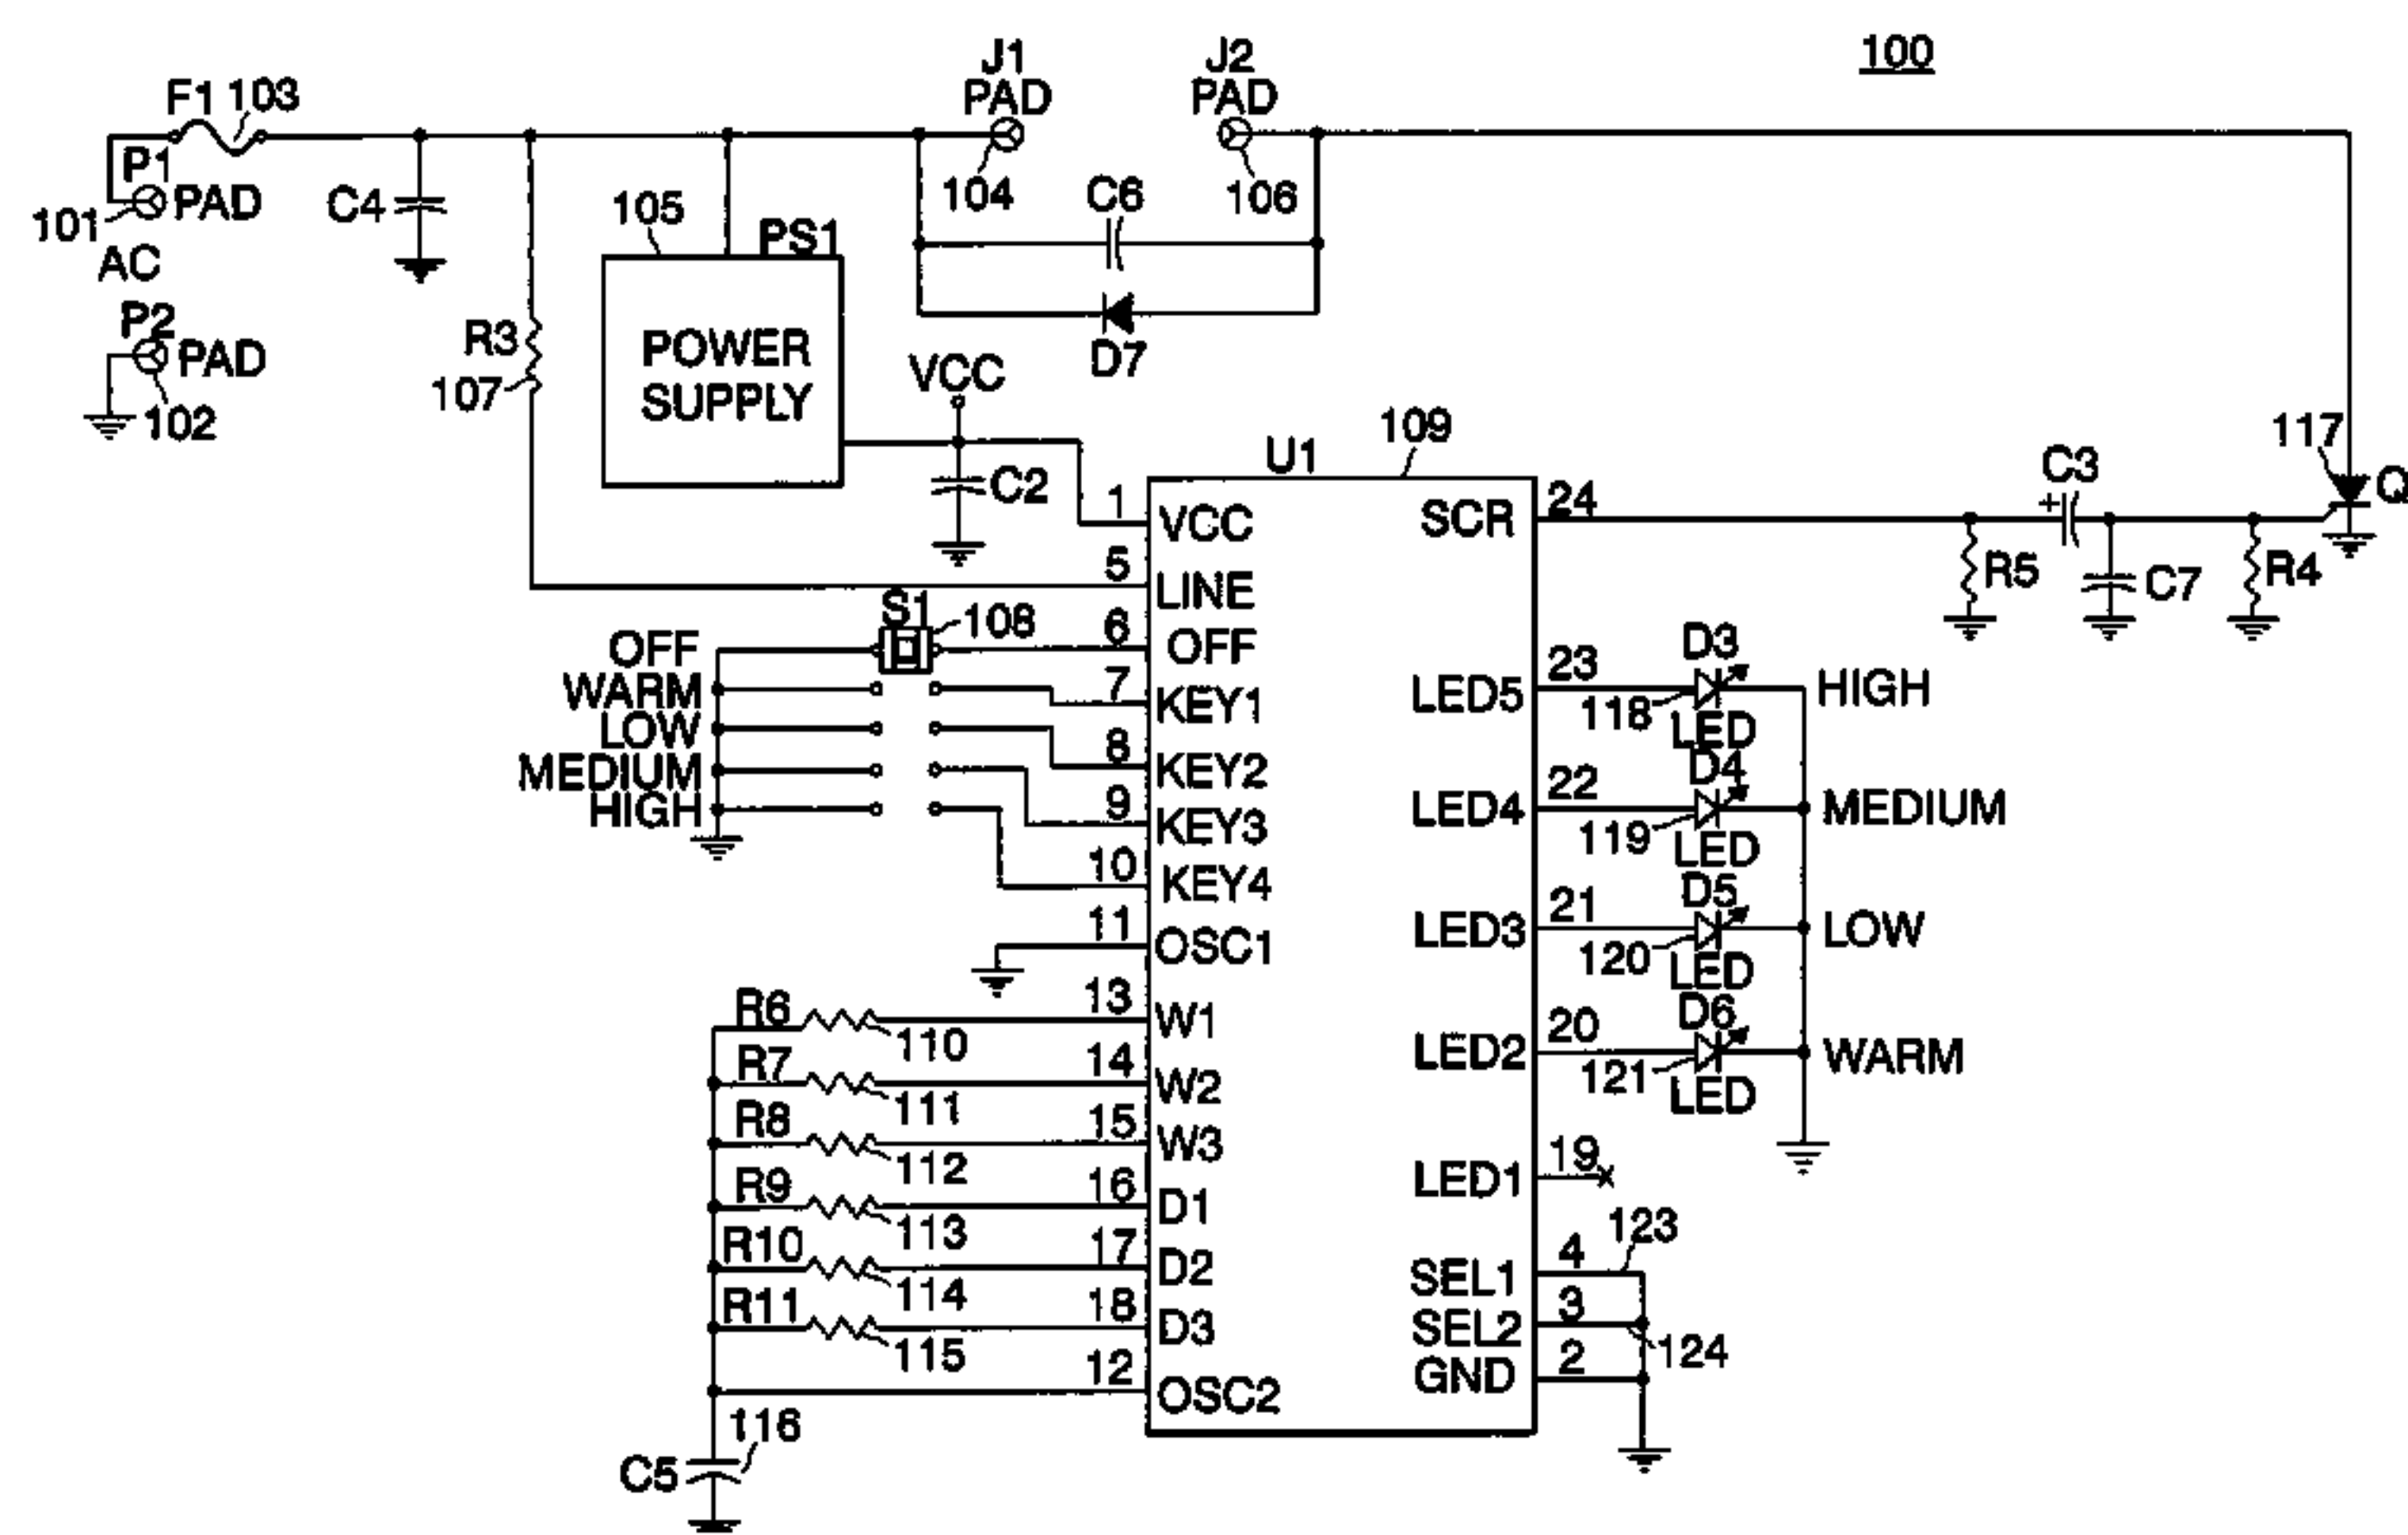 100
J1
PAD
J2
PAD
F1 103
P1
PAD
101
AC
C4
104
C6
106
105
PS1
P2
PAD
102
R3
107
POWER
SUPPLY
D7
VCC
C2
U1
109
117
C3
Q
1
VCC
SCR
24
R5
C7
R4
5
LINE
S1
108
OFF
6
OFF
WARM
7
KEY1
LOW
8
KEY2
MEDIUM
9
KEY3
HIGH
10
KEY4
11
OSC1
R6
110
13
W1
R7
111
14
W2
R8
112
15
W3
R9
113
16
D1
R10
114
17
D2
R11
115
18
D3
12
OSC2
C5
116
LED5
23
D3
118
LED
HIGH
LED4
22
D4
119
LED
MEDIUM
LED3
21
D5
120
LED
LOW
LED2
20
D6
121
LED
WARM
LED1
19
SEL1
4
123
SEL2
3
124
GND
2